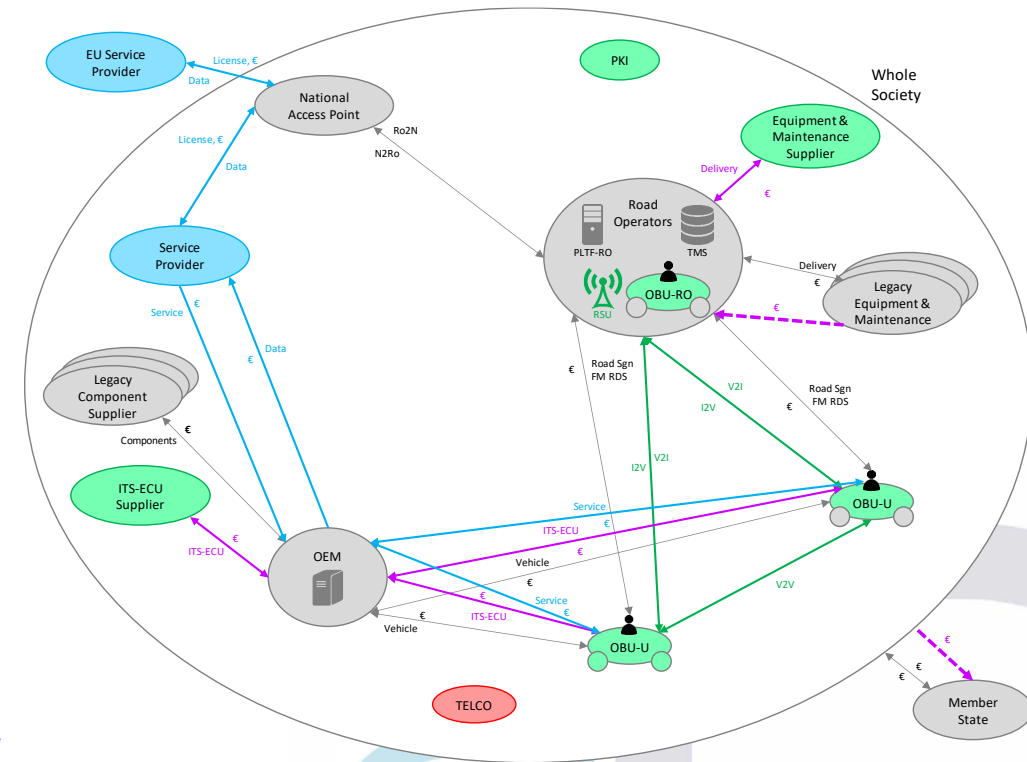 EU Service
Provider
License, €
Data
National
Access Point
PKI
Whole
Society
Ro2N
N2Ro
Equipment &
Maintenance
Supplier
License, €
Data
Delivery
€
Road
Operators
PLTF-RO
TMS
Service
Provider
Delivery
€
OBU-RO
RSU
Legacy
Equipment &
Maintenance
€
€
Service
Data
€
€
Road Sgn
FM RDS
Legacy
Component
Supplier
V2I
I2V
Road Sgn
FM RDS
€
€
Components
I2V
V2I
ITS-ECU
Supplier
OBU-U
Service
€
ITS-ECU
€
€
ITS-ECU
OEM
Vehicle
€
V2V
€
Service
€
ITS-ECU
€
Vehicle
OBU-U
€
€
€
TELCO
Member
State